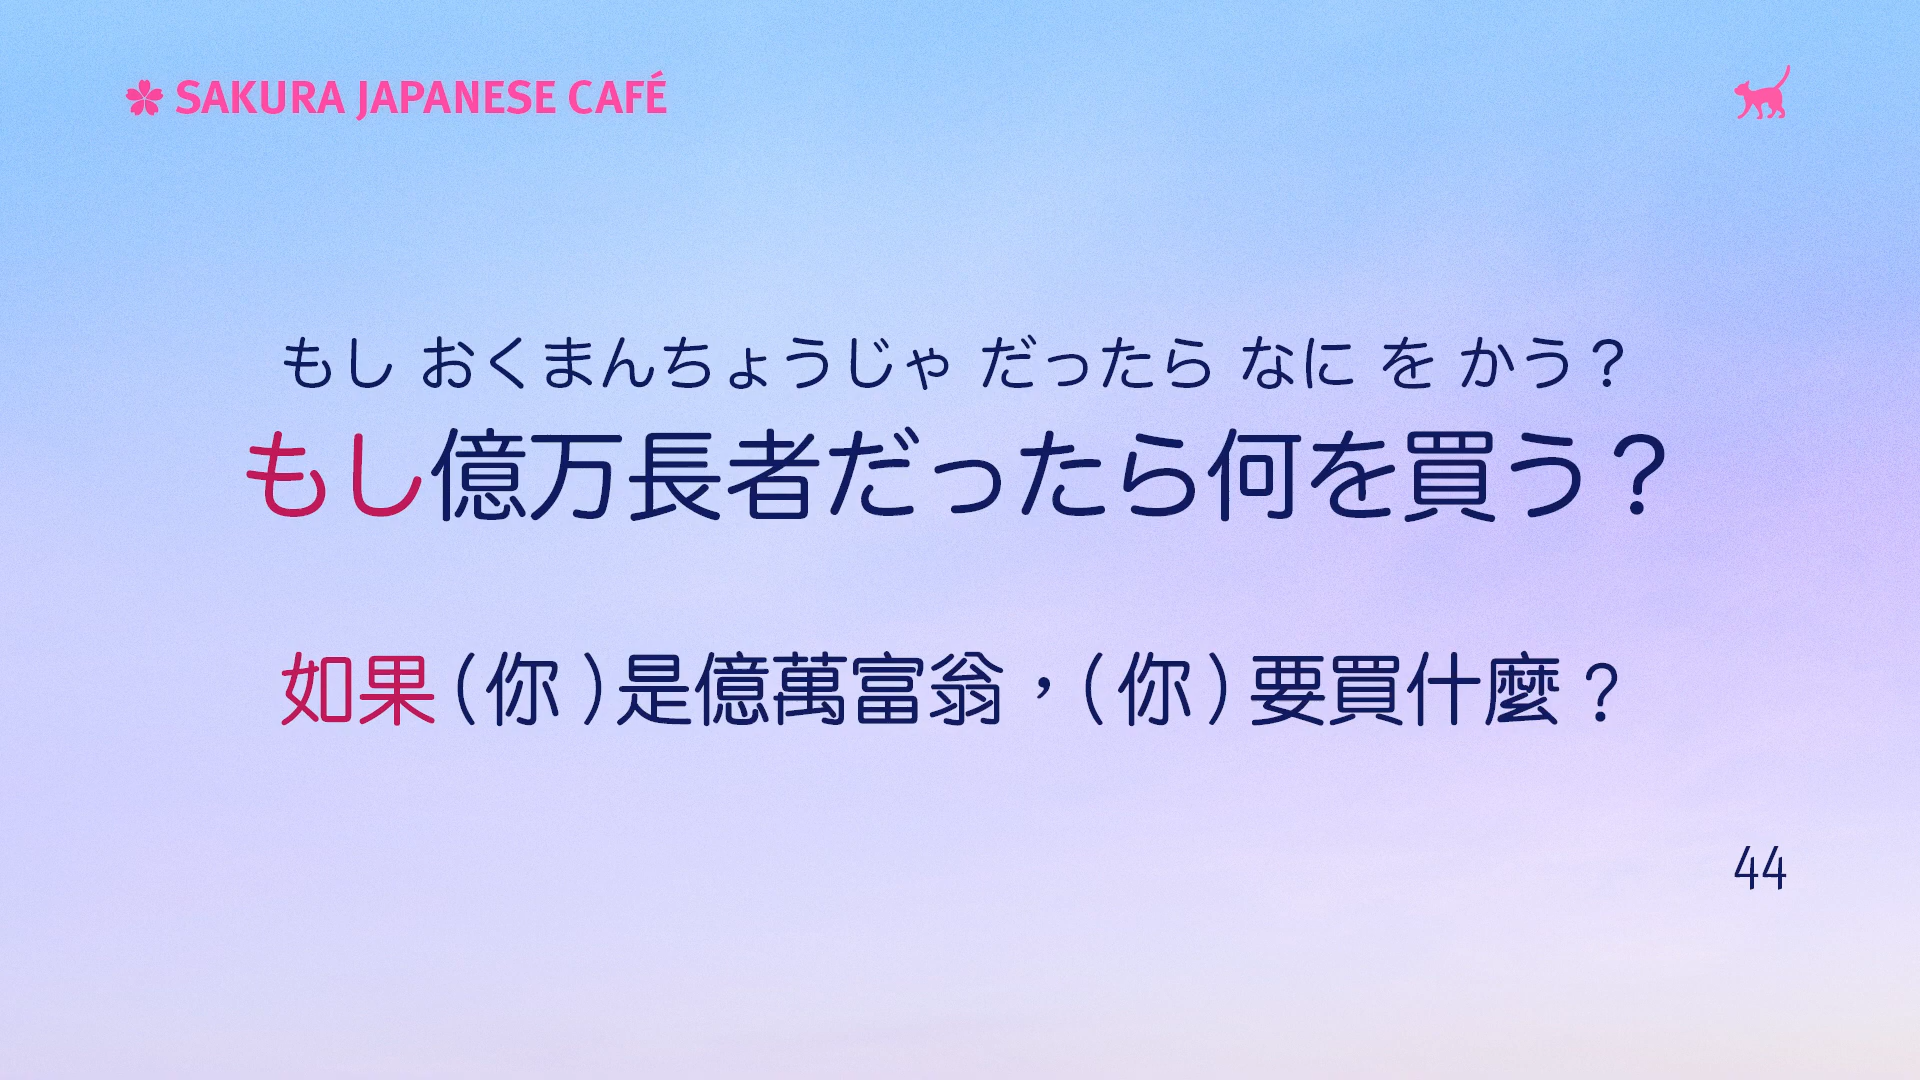 SAKURA JAPANESE CAFÉ
もし おくまんちょうじゃ だったら なに を かう？
もし億万長者だったら何を買う？
如果（你）是億萬富翁，（你）要買什麼？
44